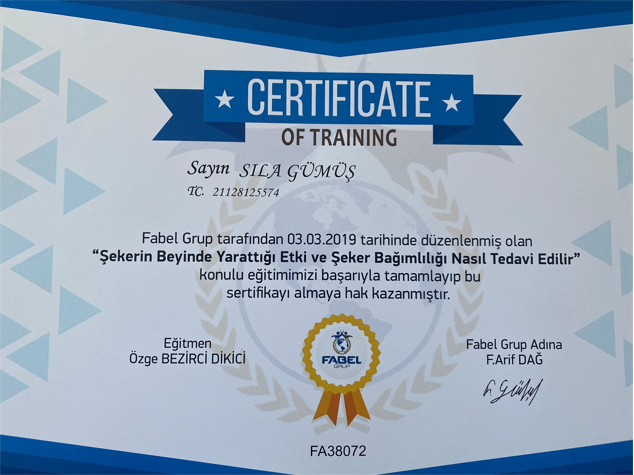 CERTIFICATE
OF TRAINING
Sayın SILA GÜMÜŞ
TC. 21128125574
Fabel Grup tarafından 03.03.2019 tarihinde düzenlenmiş olan
“Şekerin Beyinde Yarattığı Etki ve Şeker Bağımlılığı Nasıl Tedavi Edilir”
konulu eğitimimizi başarıyla tamamlayıp bu
sertifikayı almaya hak kazanmıştır.
Eğitmen
Özge BEZİRCİ DİKİCİ
FABEL
GRUP
Fabel Grup Adına
F.Arif DAĞ
FA38072